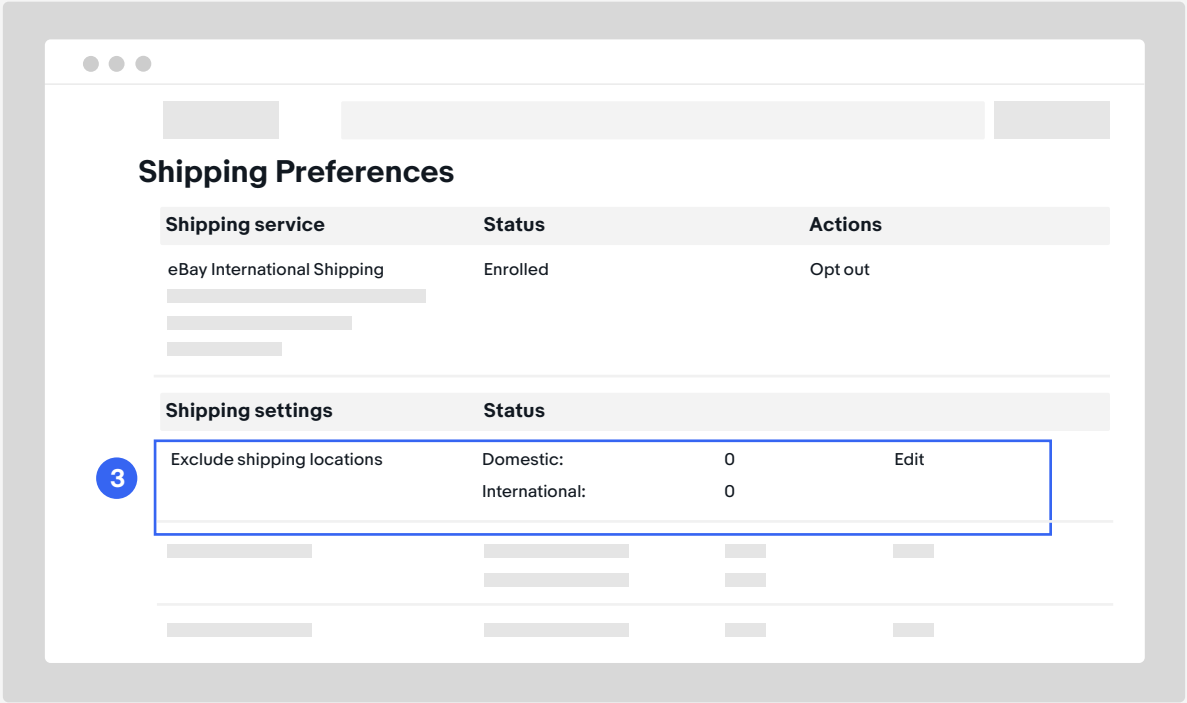 Shipping Preferences
Shipping service Status Actions
eBay International Shipping Enrolled Opt out
Shipping settings Status
3 Exclude shipping locations Domestic: 0 Edit
International: 0